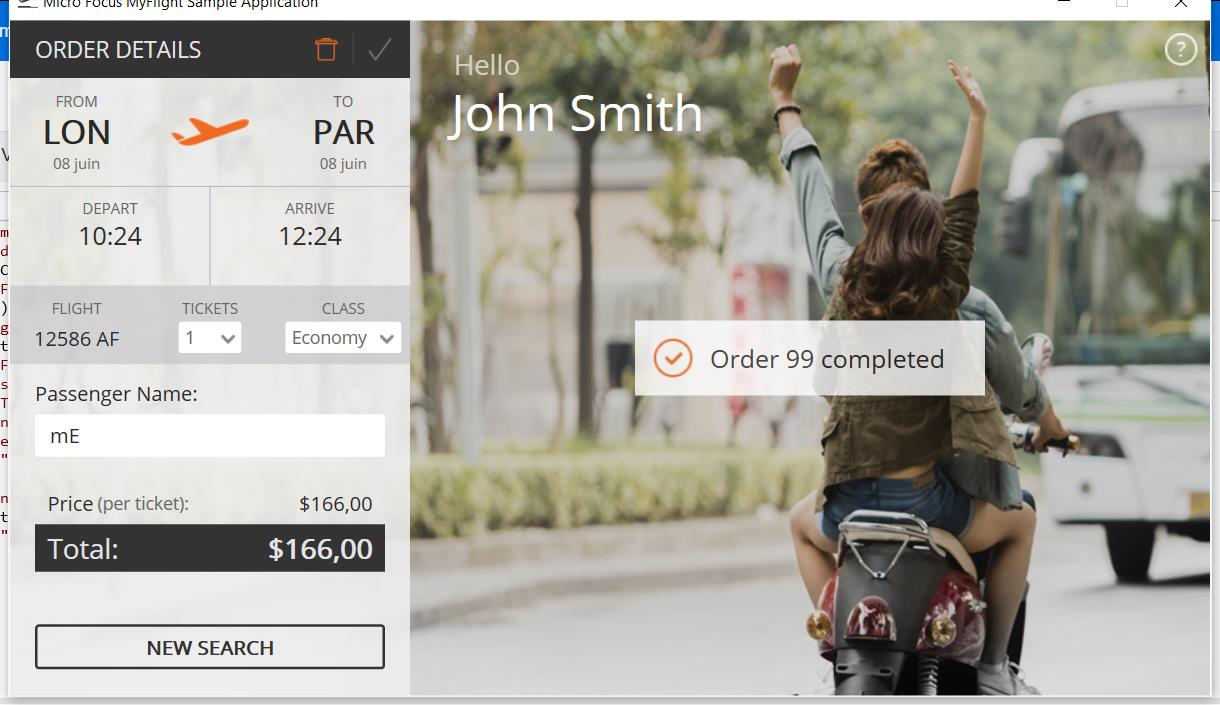 Micro Focus MyFlight Sample Application
ORDER DETAILS
FROM
LON
08 juin
TO
PAR
08 juin
DEPART
10:24
ARRIVE
12:24
FLIGHT
12586 AF
TICKETS
1
CLASS
Economy
Passenger Name:
mE
Price (per ticket): $166,00
Total: $166,00
NEW SEARCH
Hello
John Smith
?
Order 99 completed